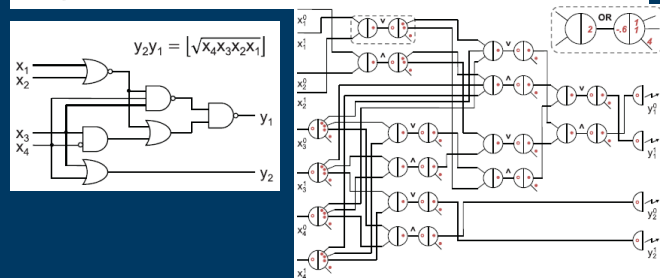 y₂y₁ = ⌊√x₄x₃x₂x₁⌋
x₁
x₂
x₃
x₄
y₁
y₂
x₁⁰
x₁¹
x₂⁰
x₂¹
x₃⁰
x₃¹
x₄⁰
x₄¹
OR
2
-.6
1
1
4
v
ʌ
v
ʌ
v
ʌ
v
ʌ
v
ʌ
v
ʌ
v
ʌ
y₁⁰
y₁¹
y₂⁰
y₂¹